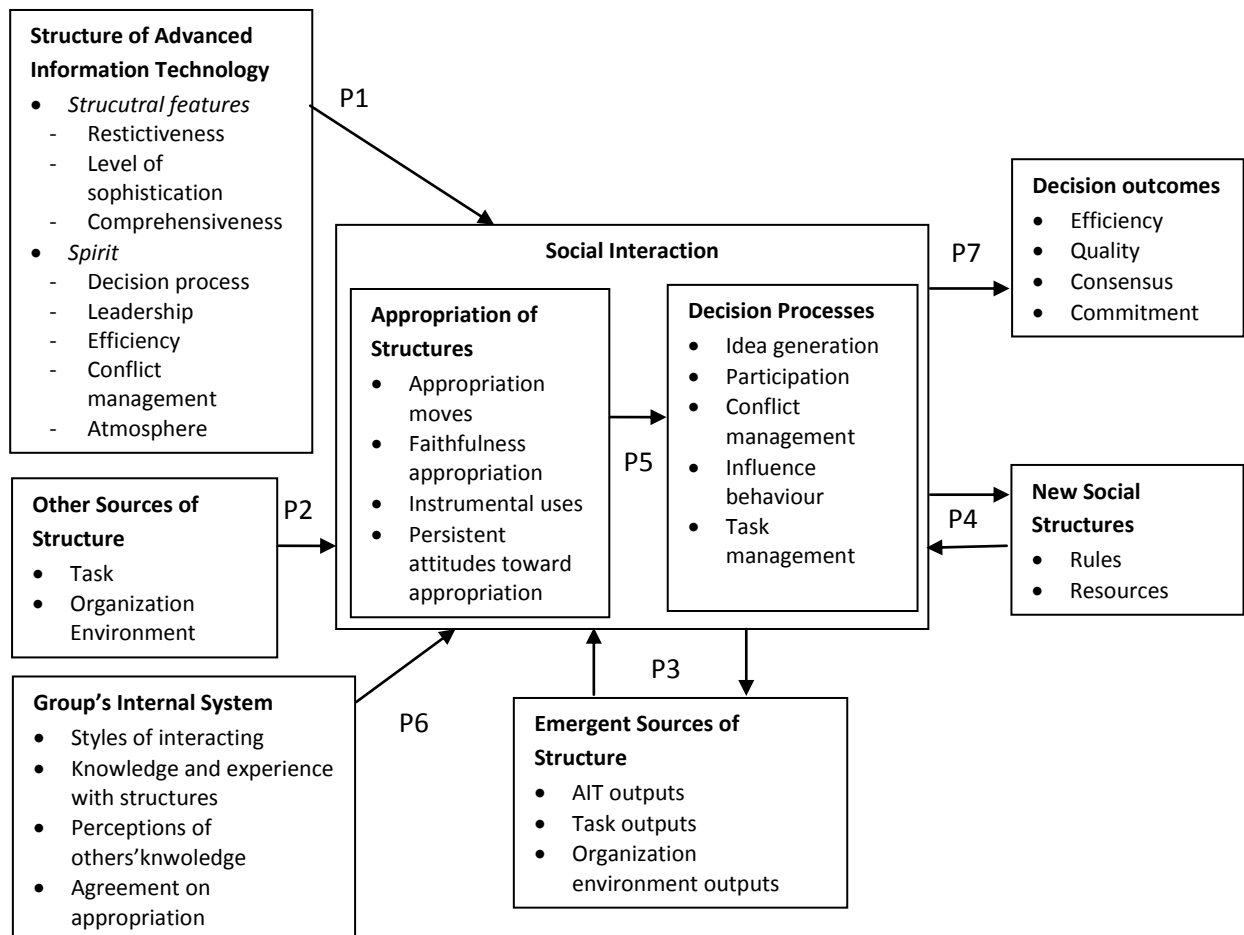 Structure of Advanced
Information Technology
• Strucutral features
- Restictiveness
- Level of
sophistication
- Comprehensiveness
• Spirit
- Decision process
- Leadership
- Efficiency
- Conflict
management
- Atmosphere
P1
Other Sources of
Structure
• Task
• Organization
Environment
P2
Group's Internal System
• Styles of interacting
• Knowledge and experience
with structures
• Perceptions of
others'knwoledge
• Agreement on
appropriation
P6
Social Interaction
Appropriation of
Structures
• Appropriation
moves
• Faithfulness
appropriation
• Instrumental uses
• Persistent
attitudes toward
appropriation
P5
Decision Processes
• Idea generation
• Participation
• Conflict
management
• Influence
behaviour
• Task
management
P3
Emergent Sources of
Structure
• AIT outputs
• Task outputs
• Organization
environment outputs
P7
Decision outcomes
• Efficiency
• Quality
• Consensus
• Commitment
P4
New Social
Structures
• Rules
• Resources